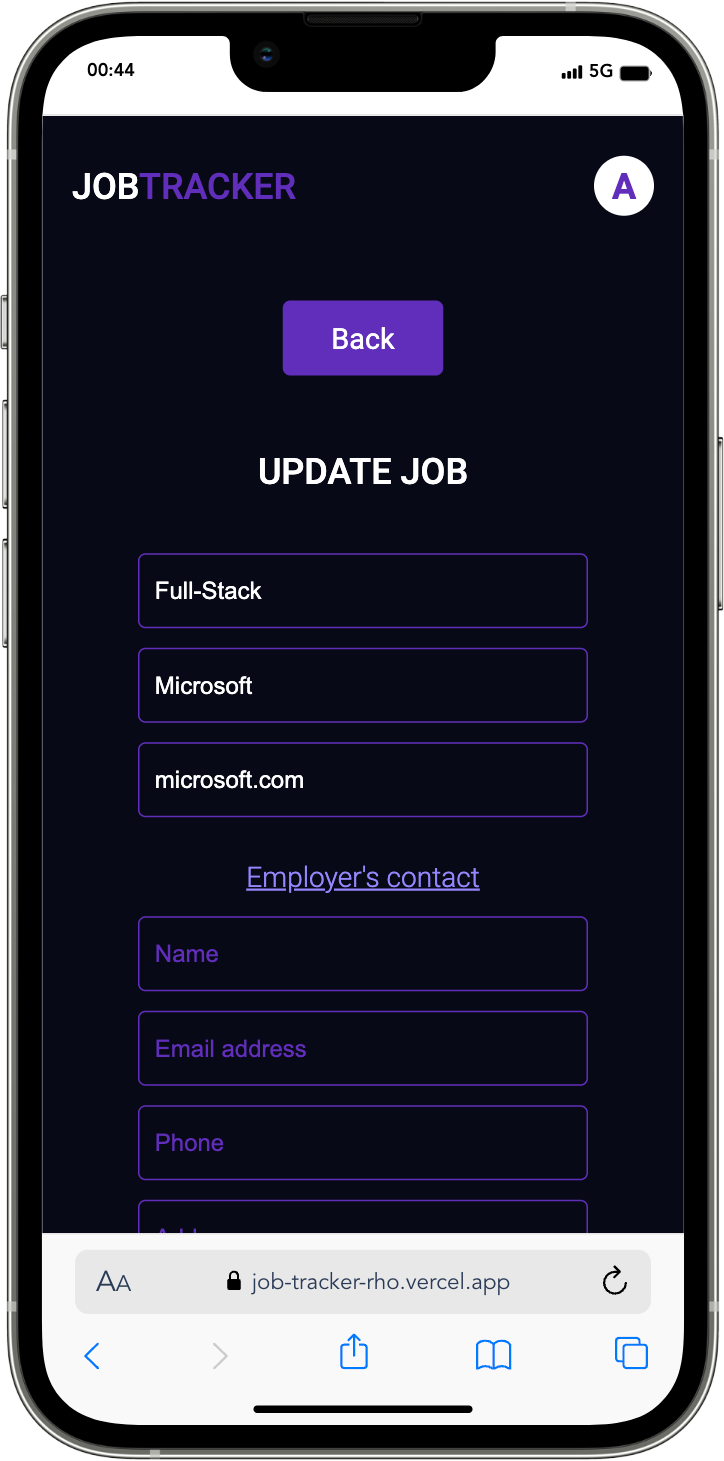 00:44
5G
JOBTRACKER
A
Back
UPDATE JOB
Full-Stack
Microsoft
microsoft.com
Employer's contact
Name
Email address
Phone
AA
job-tracker-rho.vercel.app